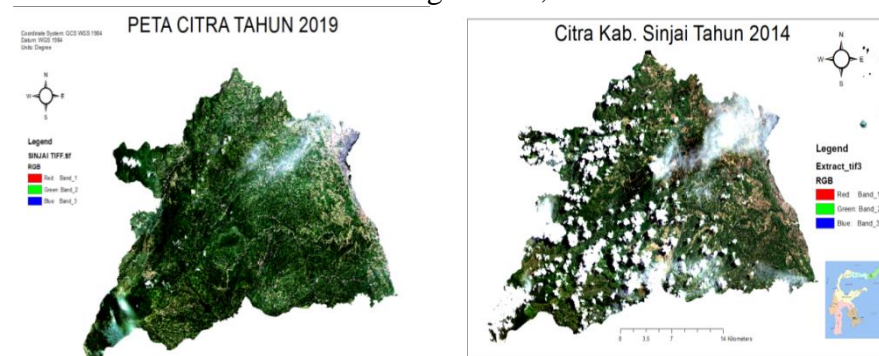 PETA CITRA TAHUN 2019
Coordinate System: GCS WGS 1984
Datum: WGS 1984
Units: Degree
N
W
E
S
Legend
SINJAI TIFF.tif
RGB
Red: Band_1
Green: Band_2
Blue: Band_3
Citra Kab. Sinjai Tahun 2014
N
W
E
S
Legend
Extract_tif3
RGB
Red: Band_1
Green: Band_2
Blue: Band_3
0 3,5 7 14 Kilometers